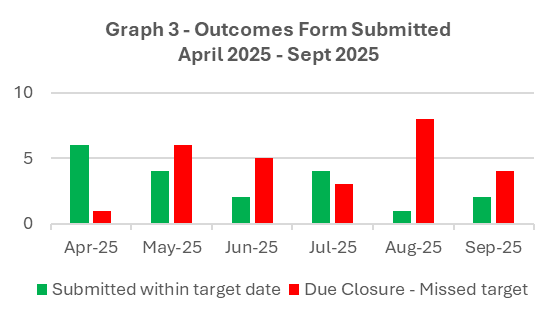 Graph 3 - Outcomes Form Submitted
April 2025 - Sept 2025
10
5
0
Apr-25 May-25 Jun-25 Jul-25 Aug-25 Sep-25
Submitted within target date Due Closure - Missed target